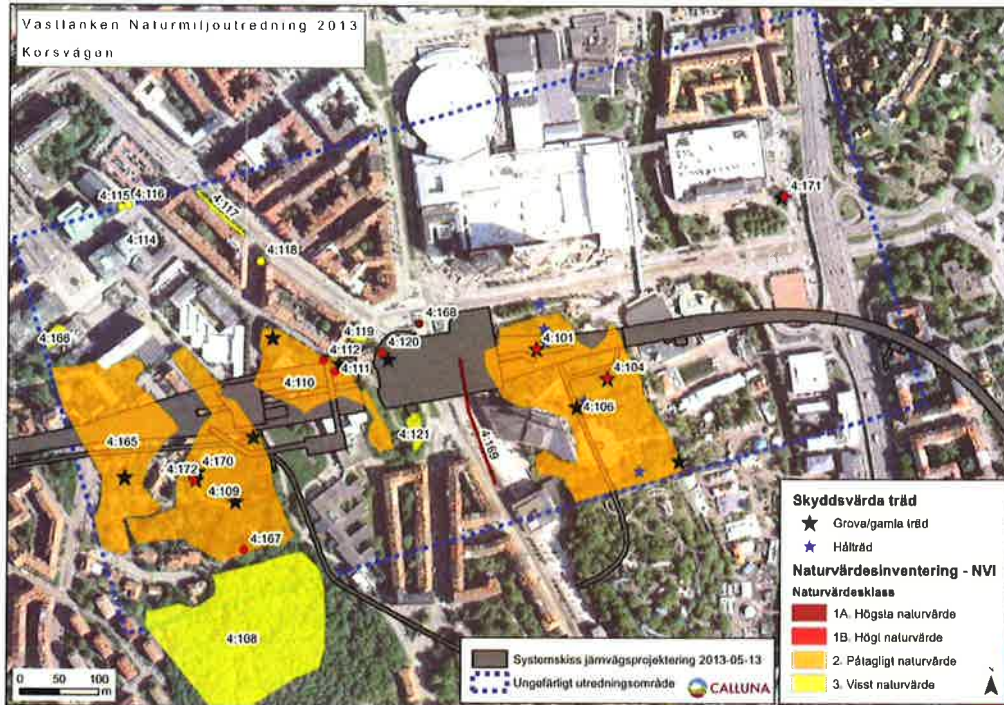 Vastlanken Naturmiljoutredning 2013
Korsvägen
4:115
4:116
4:117
4:114
4:118
4:171
4:166
4:119
4:168
4:120
4:112
4:111
4:110
4:101
4:104
4:106
4:165
4:170
4:172
4:109
4:121
4:169
4:167
4:108
Skyddsvärda träd
Grova/gamla träd
Hålträd
Naturvärdesinventering - NVI
Naturvärdesklass
1A. Högsta naturvärde
1B. Högt naturvärde
2. Påtagligt naturvärde
3. Visst naturvärde
Systemskiss järnvägsprojektering 2013-05-13
Ungefärligt utredningsområde
CALLUNA
0 50 100
m